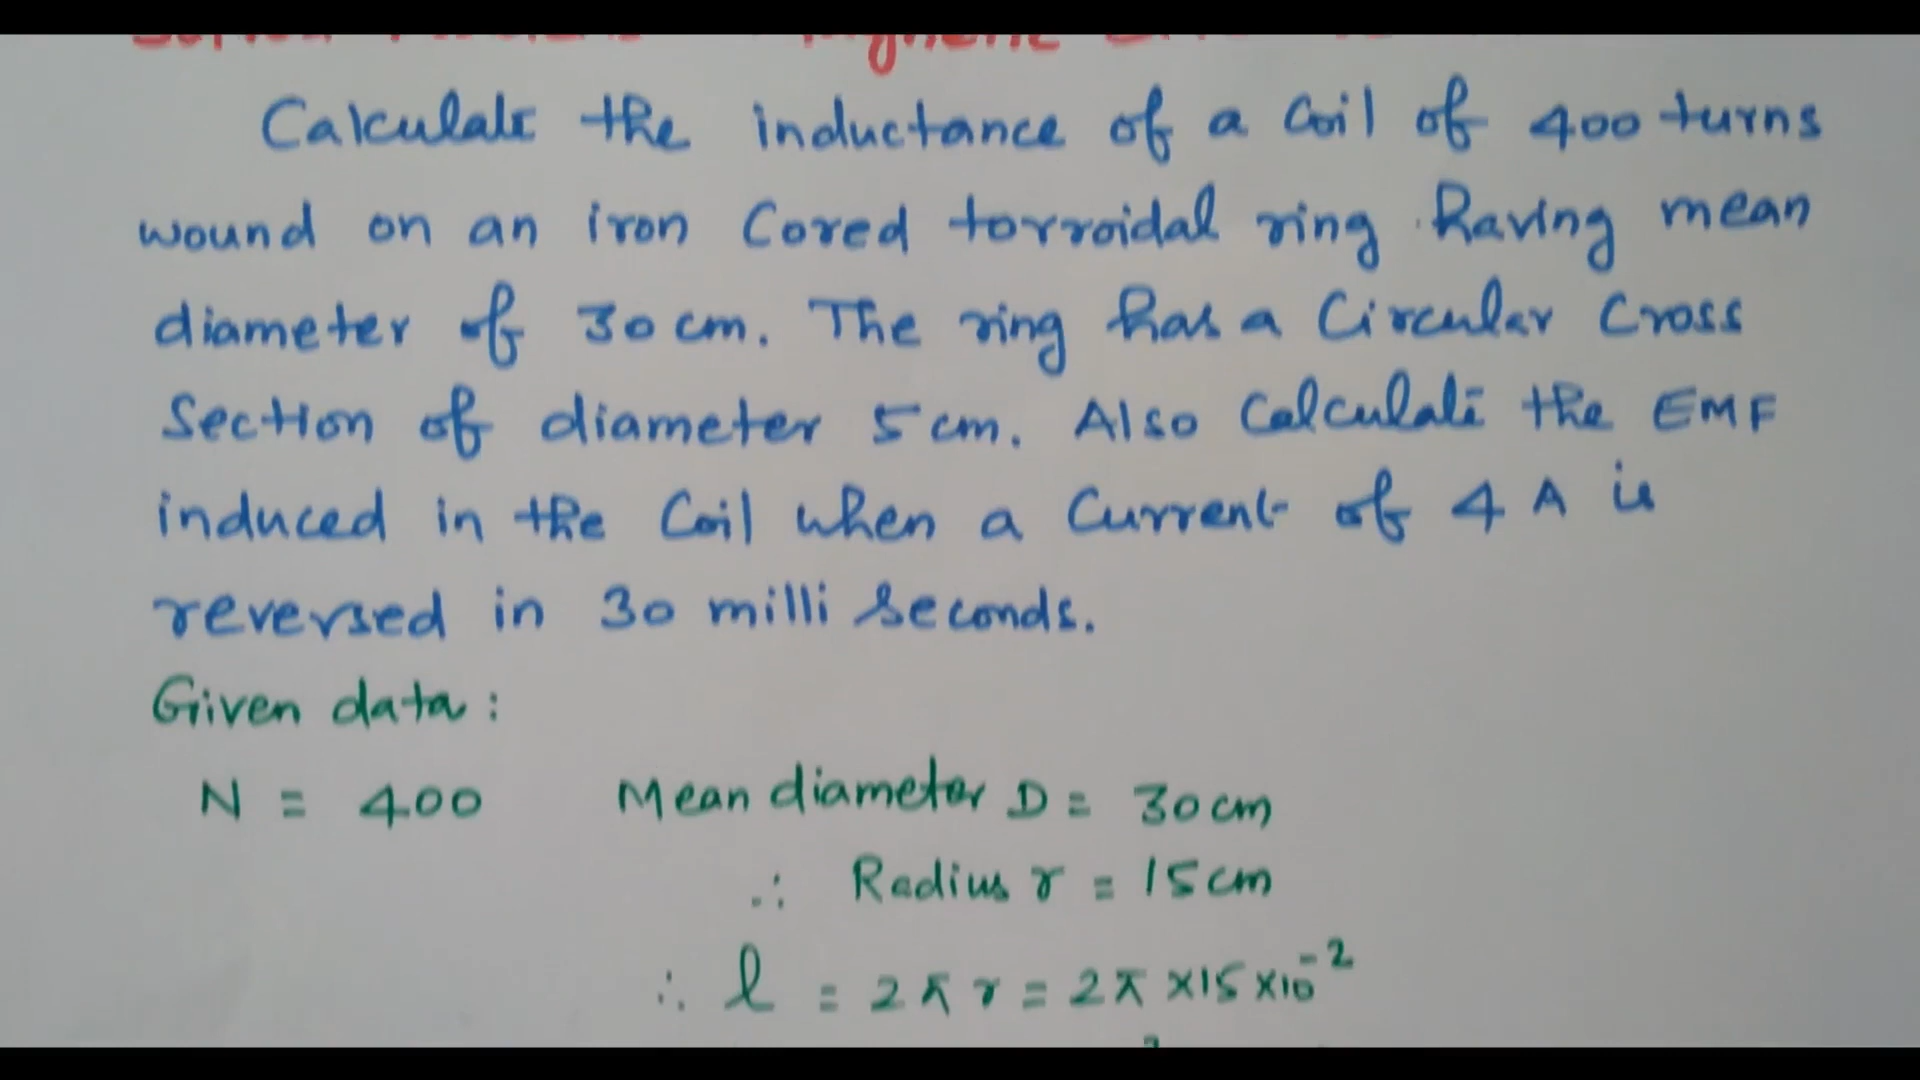 Calculate the inductance of a coil of 400 turns
wound on an iron cored torroidal ring having mean
diameter of 30 cm. The ring has a circular cross
section of diameter 5 cm. Also calculate the EMF
induced in the coil when a current of 4 A is
reversed in 30 milli seconds.
Given data :
N = 400 Mean diameter D = 30 cm
∴ Radius r = 15 cm
∴ l = 2πr = 2π ×15 ×10⁻²